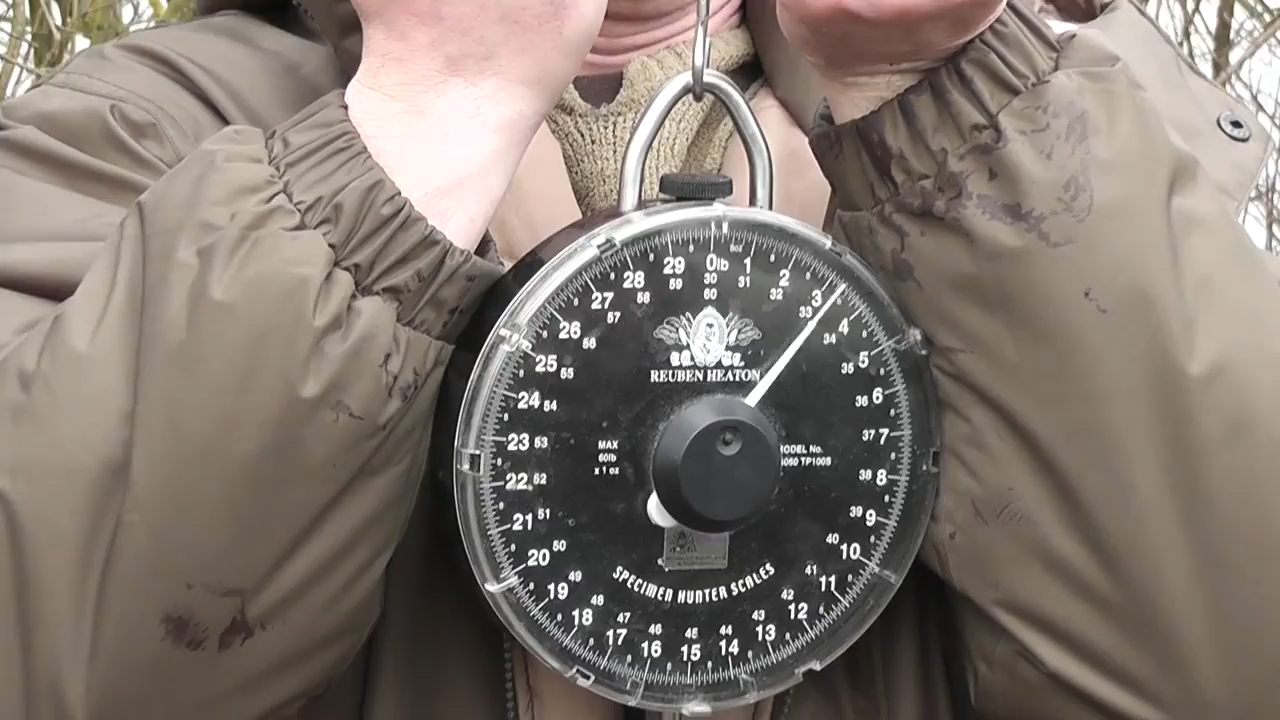 0lb 1 2 3 4 5 6 7 8 9 10 11 12 13 14 15 16 17 18 19 20 21 22 23 24 25 26 27 28 29
30 31 32 33 34 35 36 37 38 39 40 41 42 43 44 45 46 47 48 49 50 51 52 53 54 55 56 57 58 59
60
REUBEN HEATON
MAX
60lb
x 1 oz
MODEL No.
TP100S
SPECIMEN HUNTER SCALES